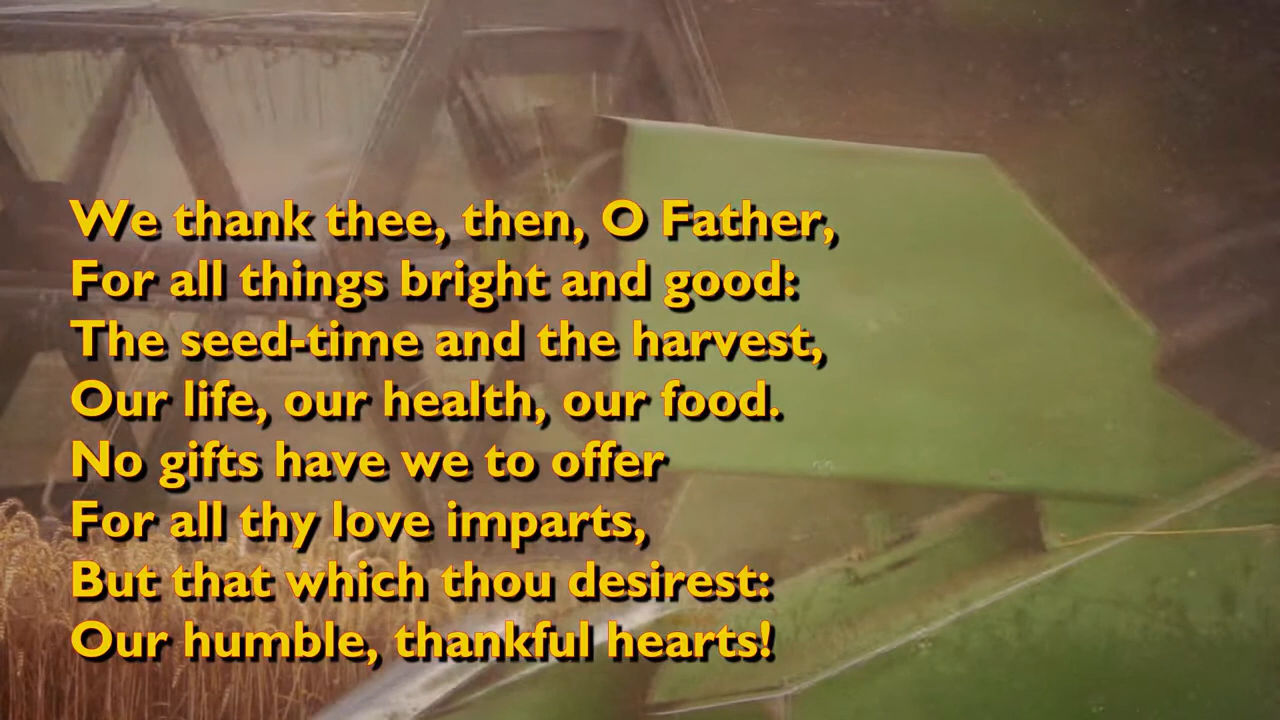 We thank thee, then, O Father,
For all things bright and good:
The seed-time and the harvest,
Our life, our health, our food.
No gifts have we to offer
For all thy love imparts,
But that which thou desirest:
Our humble, thankful hearts!